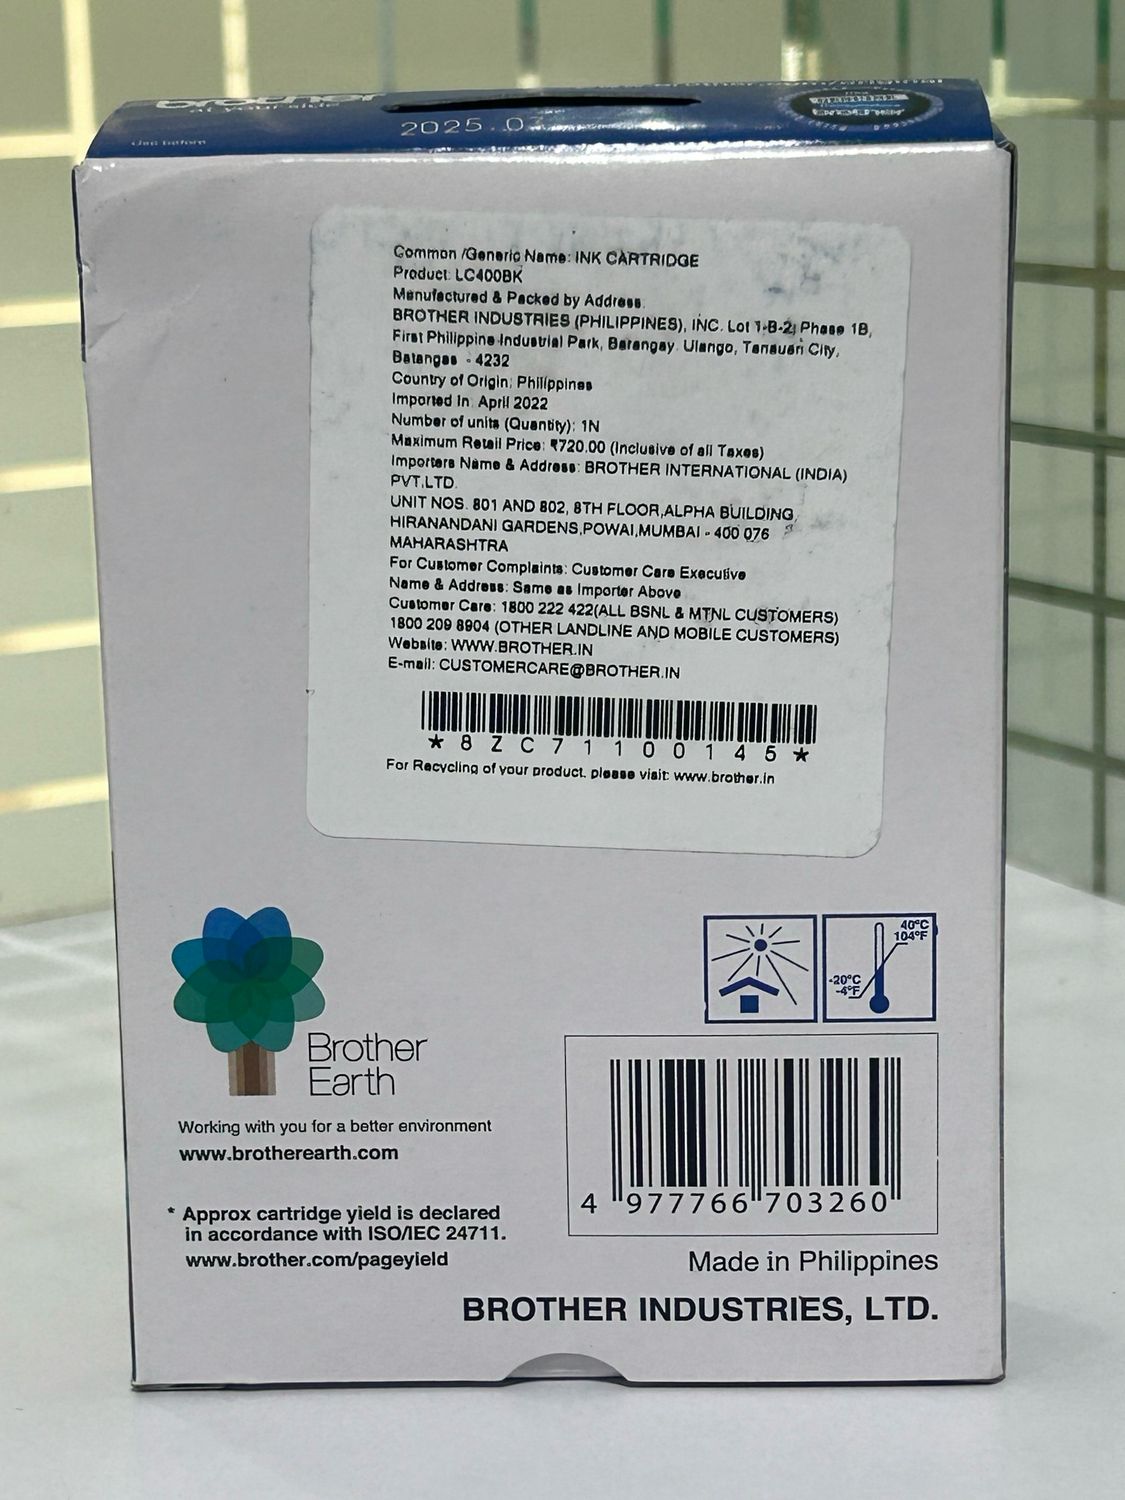 brother
2025.07
Use before
Common /Generic Name: INK CARTRIDGE
Product: LC400BK
Manufactured & Packed by Address:
BROTHER INDUSTRIES (PHILIPPINES), INC. Lot 1-B-2, Phase 1B,
First Philippine Industrial Park, Barangay. Ulango, Tanauan City,
Batangas - 4232
Country of Origin: Philippines
Imported In: April 2022
Number of units (Quantity): 1N
Maximum Retail Price: ₹720.00 (Inclusive of all Taxes)
Importers Name & Address: BROTHER INTERNATIONAL (INDIA)
PVT.LTD.
UNIT NOS. 801 AND 802, 8TH FLOOR,ALPHA BUILDING,
HIRANANDANI GARDENS,POWAI,MUMBAI - 400 076
MAHARASHTRA
For Customer Complaints: Customer Care Executive
Name & Address: Same as Importer Above
Customer Care: 1800 222 422(ALL BSNL & MTNL CUSTOMERS)
1800 209 8904 (OTHER LANDLINE AND MOBILE CUSTOMERS)
Website: WWW.BROTHER.IN
E-mail: CUSTOMERCARE@BROTHER.IN
*8ZC71100145*
For Recycling of your product, please visit: www.brother.in
40°C
104°F
-20°C
-4°F
Brother
Earth
Working with you for a better environment
www.brotherearth.com
4 977766 703260
* Approx cartridge yield is declared
in accordance with ISO/IEC 24711.
www.brother.com/pageyield
Made in Philippines
BROTHER INDUSTRIES, LTD.